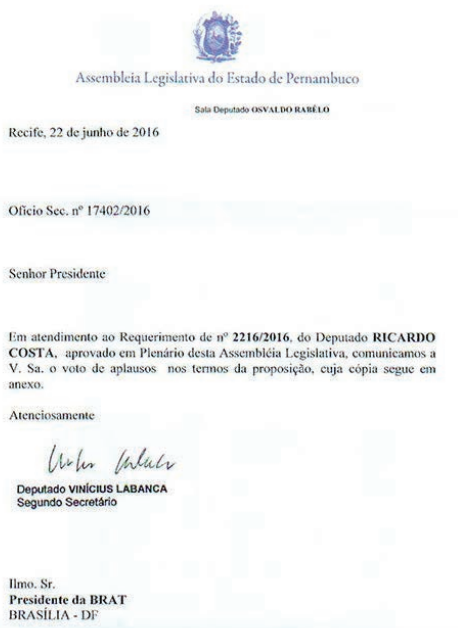 Assembleia Legislativa do Estado de Pernambuco
Sala Deputado OSVALDO RABÊLO
Recife, 22 de junho de 2016
Ofício Sec. nº 17402/2016
Senhor Presidente
Em atendimento ao Requerimento de nº 2216/2016, do Deputado RICARDO
COSTA, aprovado em Plenário desta Assembléia Legislativa, comunicamos a
V. Sa. o voto de aplausos nos termos da proposição, cuja cópia segue em
anexo.
Atenciosamente
Deputado VINÍCIUS LABANCA
Segundo Secretário
Ilmo. Sr.
Presidente da BRAT
BRASÍLIA - DF